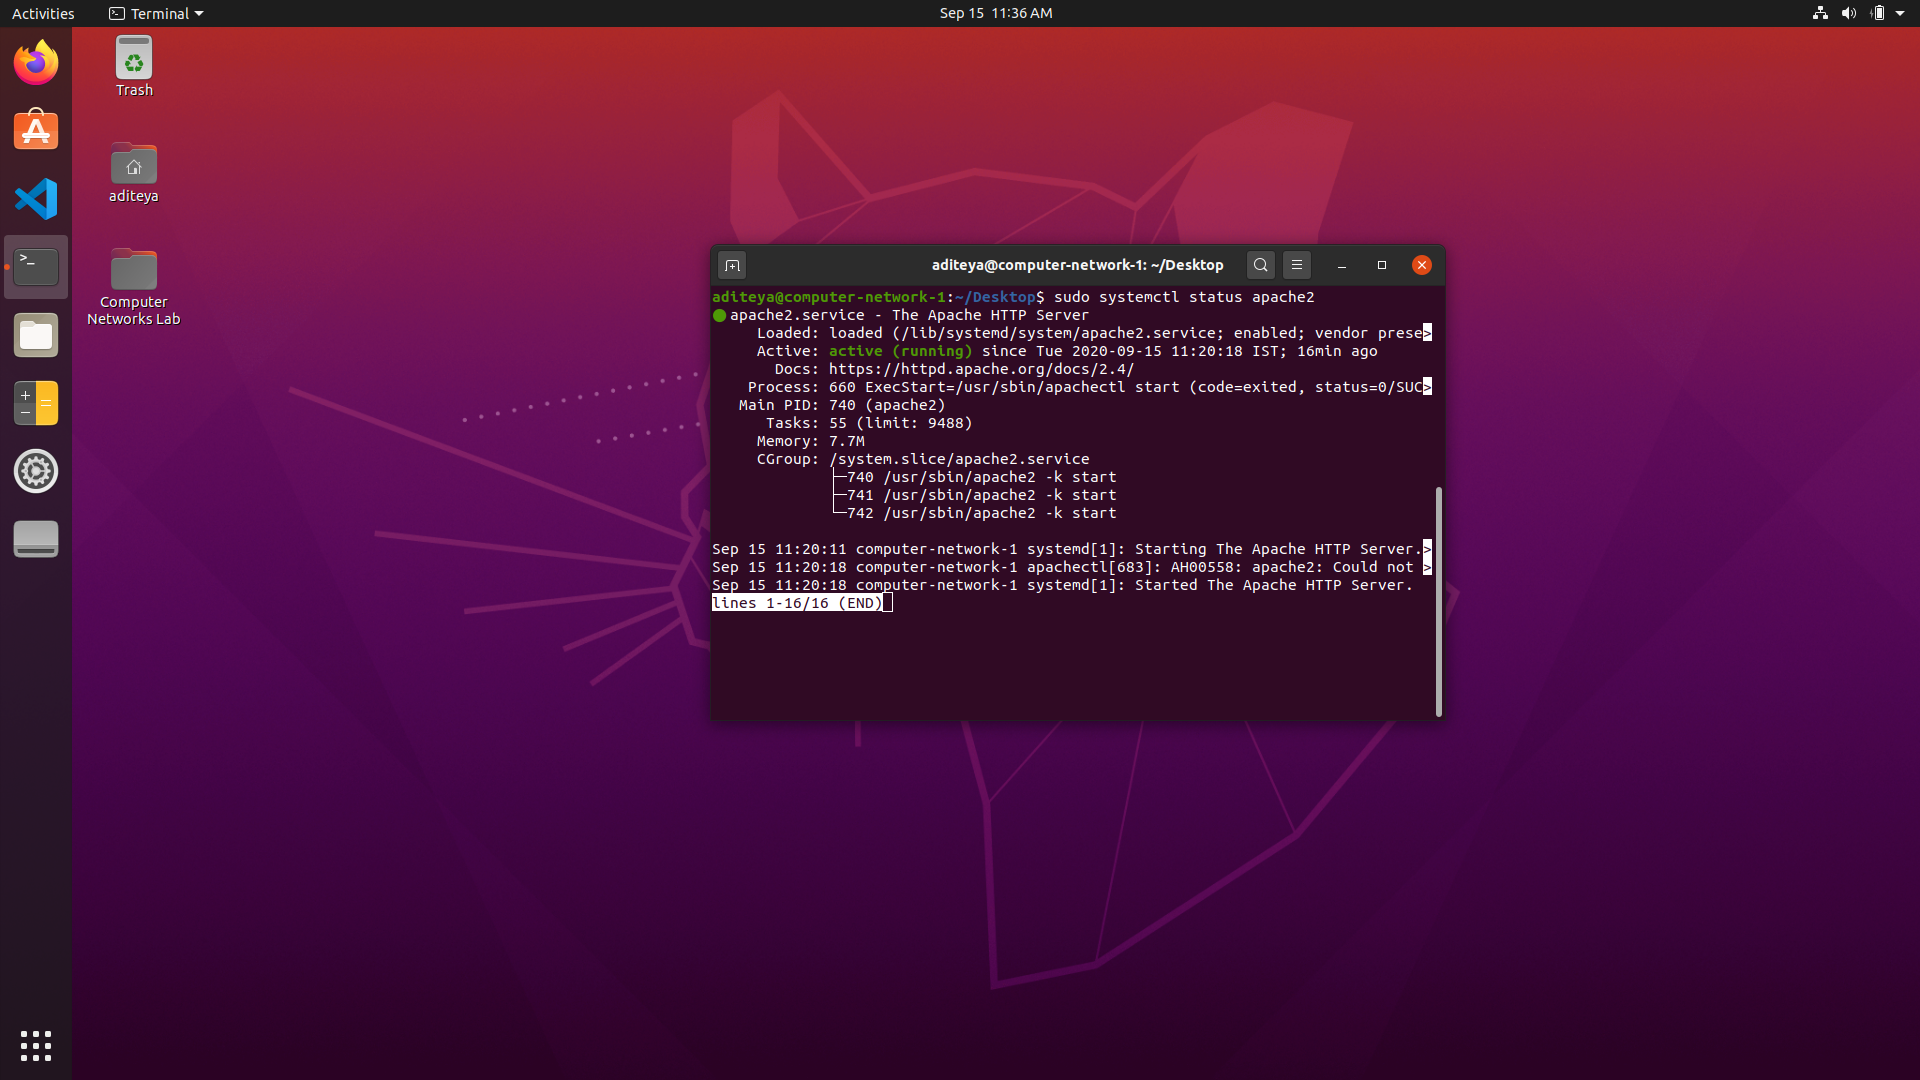 Activities
Terminal
Sep 15 11:36 AM
Trash
aditeya
Computer
Networks Lab
aditeya@computer-network-1: ~/Desktop
aditeya@computer-network-1:~/Desktop$ sudo systemctl status apache2
● apache2.service - The Apache HTTP Server
Loaded: loaded (/lib/systemd/system/apache2.service; enabled; vendor prese>
Active: active (running) since Tue 2020-09-15 11:20:18 IST; 16min ago
Docs: https://httpd.apache.org/docs/2.4/
Process: 660 ExecStart=/usr/sbin/apachectl start (code=exited, status=0/SUC>
Main PID: 740 (apache2)
Tasks: 55 (limit: 9488)
Memory: 7.7M
CGroup: /system.slice/apache2.service
├─740 /usr/sbin/apache2 -k start
├─741 /usr/sbin/apache2 -k start
└─742 /usr/sbin/apache2 -k start
Sep 15 11:20:11 computer-network-1 systemd[1]: Starting The Apache HTTP Server.>
Sep 15 11:20:18 computer-network-1 apachectl[683]: AH00558: apache2: Could not >
Sep 15 11:20:18 computer-network-1 systemd[1]: Started The Apache HTTP Server.
lines 1-16/16 (END)